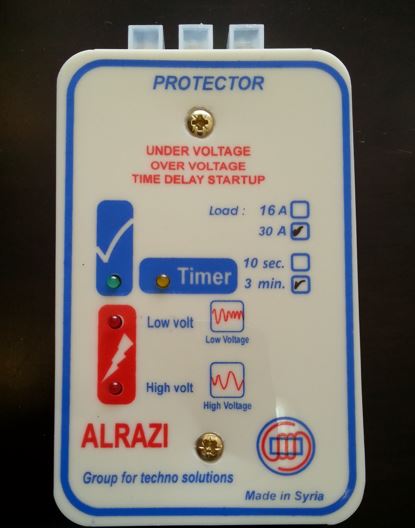 PROTECTOR
UNDER VOLTAGE
OVER VOLTAGE
TIME DELAY STARTUP
Load : 16 A
30 A
10 sec.
Timer
3 min.
Low volt
Low Voltage
High volt
High Voltage
ALRAZI
Group for techno solutions
Made in Syria